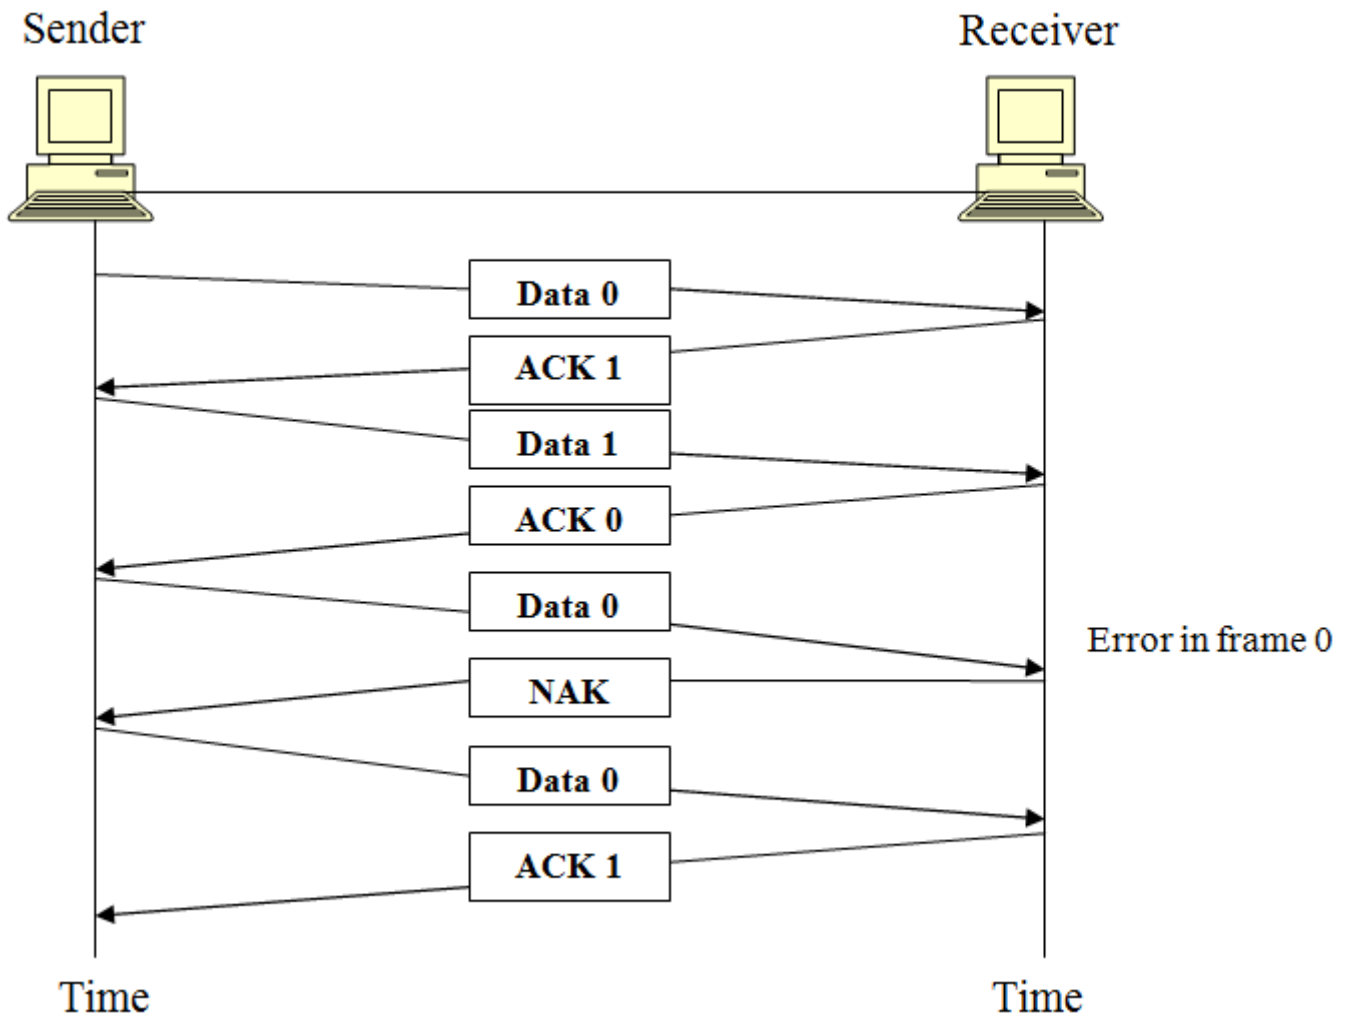 Sender
Receiver
Data 0
ACK 1
Data 1
ACK 0
Data 0
Error in frame 0
NAK
Data 0
ACK 1
Time
Time